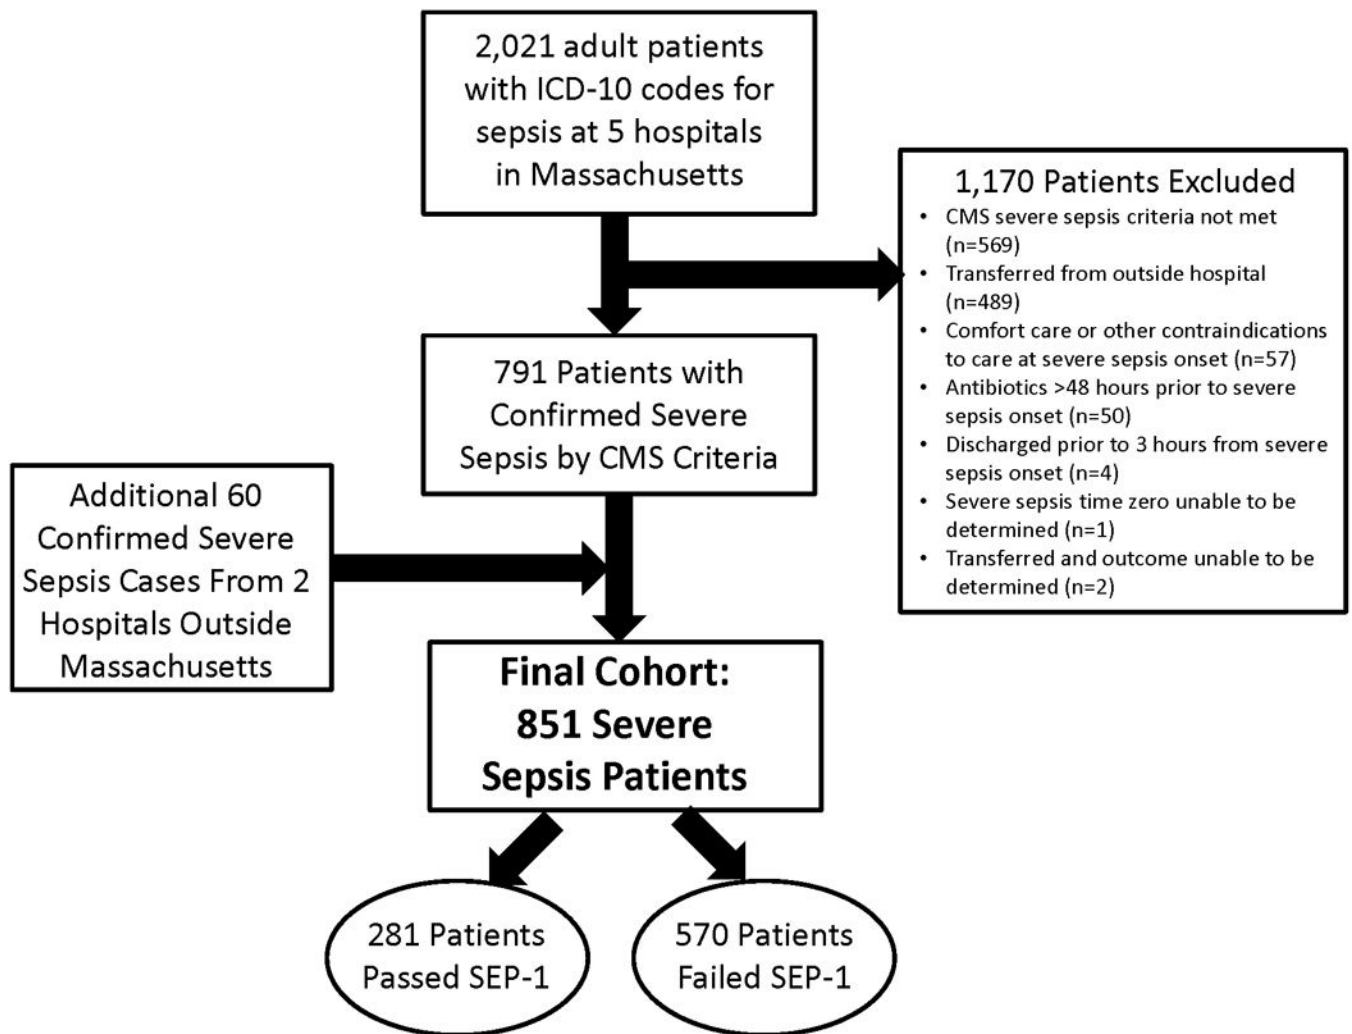 2,021 adult patients
with ICD-10 codes for
sepsis at 5 hospitals
in Massachusetts
1,170 Patients Excluded
• CMS severe sepsis criteria not met
(n=569)
• Transferred from outside hospital
(n=489)
• Comfort care or other contraindications
to care at severe sepsis onset (n=57)
• Antibiotics >48 hours prior to severe
sepsis onset (n=50)
• Discharged prior to 3 hours from severe
sepsis onset (n=4)
• Severe sepsis time zero unable to be
determined (n=1)
• Transferred and outcome unable to be
determined (n=2)
791 Patients with
Confirmed Severe
Sepsis by CMS Criteria
Additional 60
Confirmed Severe
Sepsis Cases From 2
Hospitals Outside
Massachusetts
Final Cohort:
851 Severe
Sepsis Patients
281 Patients
Passed SEP-1
570 Patients
Failed SEP-1